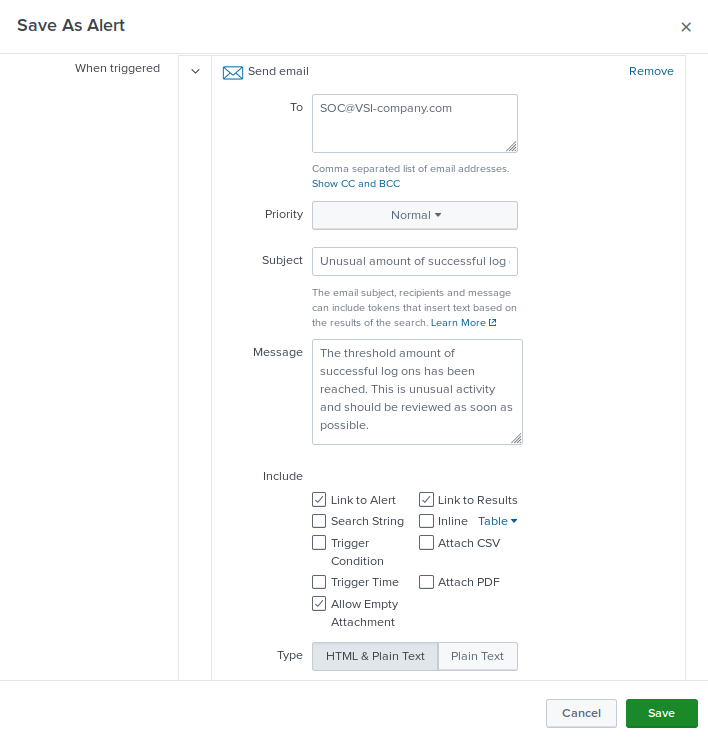 Save As Alert
×
When triggered
Send email
Remove
To
SOC@VSI-company.com
Comma separated list of email addresses.
Show CC and BCC
Priority
Normal
Subject
Unusual amount of successful log
The email subject, recipients and message
can include tokens that insert text based on
the results of the search. Learn More
Message
The threshold amount of
successful log ons has been
reached. This is unusual activity
and should be reviewed as soon as
possible.
Include
Link to Alert
Link to Results
Search String
Inline Table
Trigger
Condition
Attach CSV
Trigger Time
Attach PDF
Allow Empty
Attachment
Type
HTML & Plain Text
Plain Text
Cancel
Save